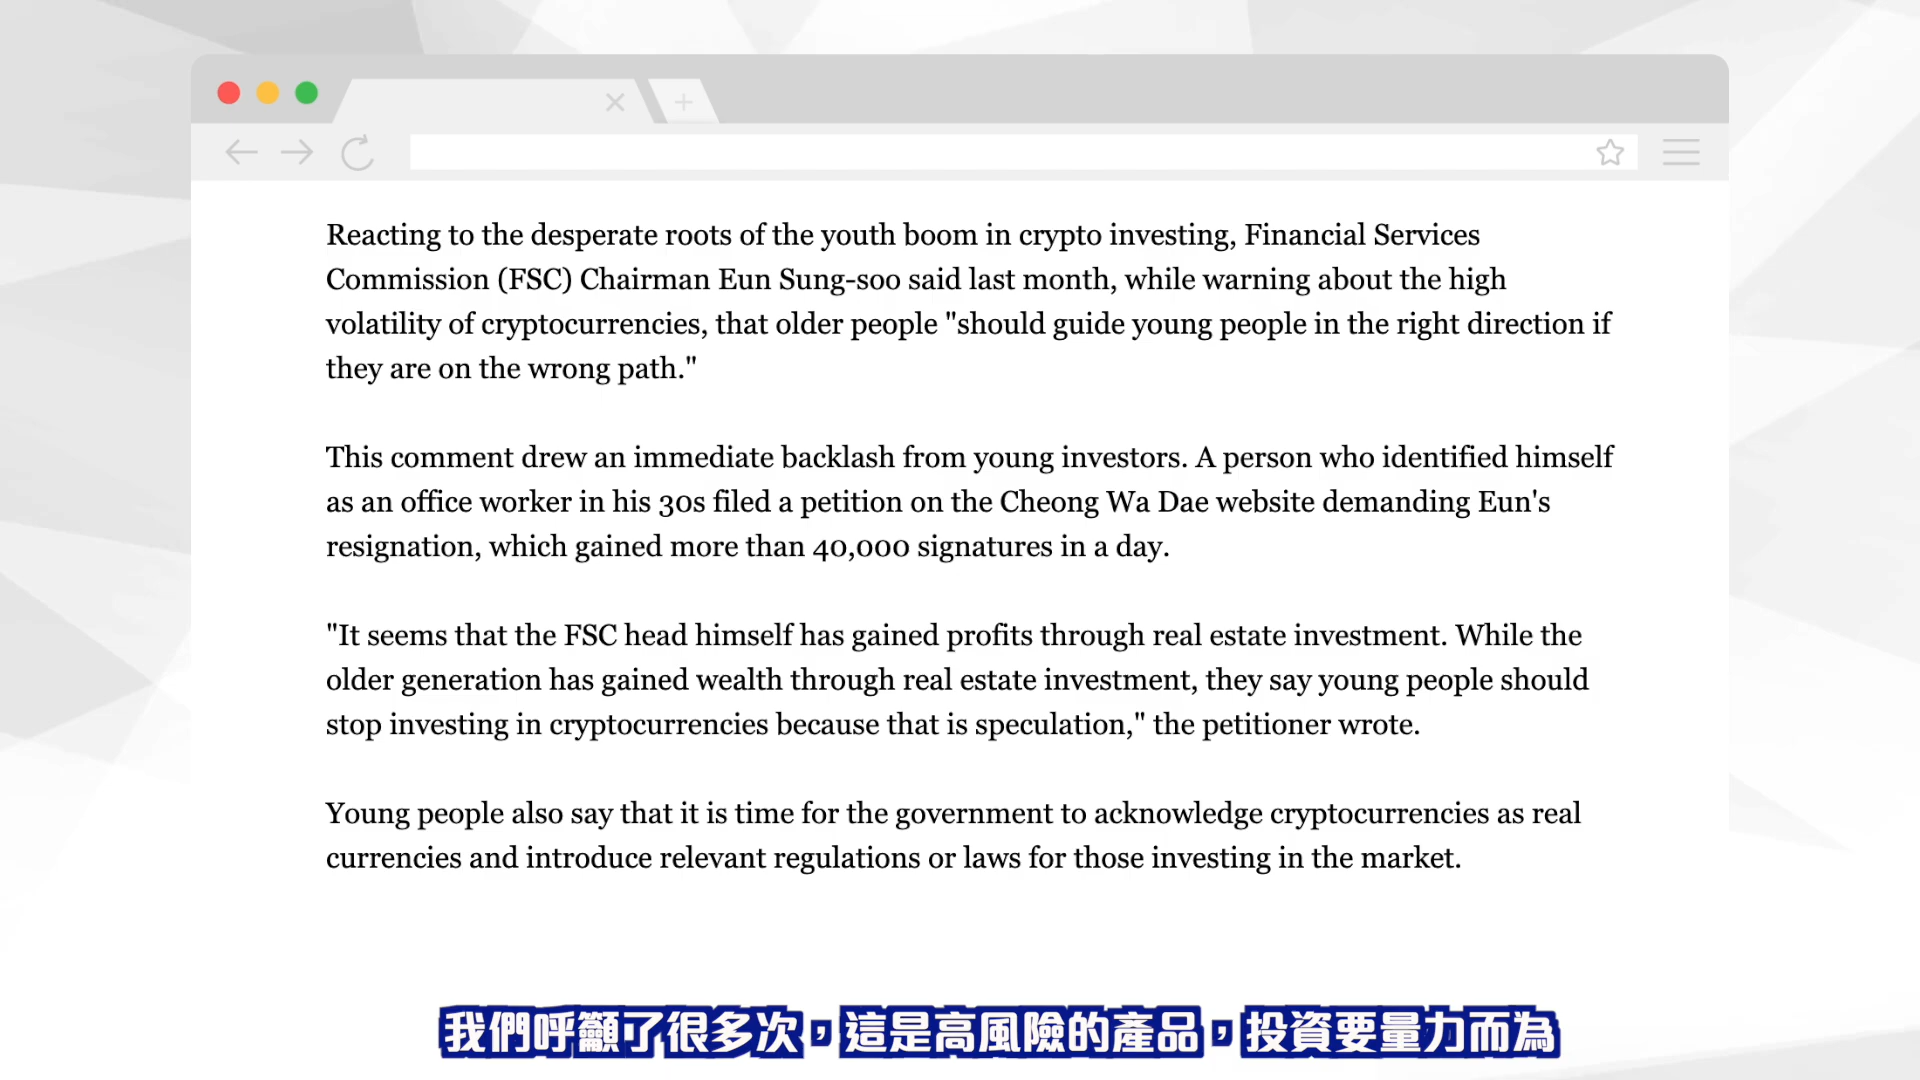 Reacting to the desperate roots of the youth boom in crypto investing, Financial Services
Commission (FSC) Chairman Eun Sung-soo said last month, while warning about the high
volatility of cryptocurrencies, that older people "should guide young people in the right direction if
they are on the wrong path."
This comment drew an immediate backlash from young investors. A person who identified himself
as an office worker in his 30s filed a petition on the Cheong Wa Dae website demanding Eun's
resignation, which gained more than 40,000 signatures in a day.
"It seems that the FSC head himself has gained profits through real estate investment. While the
older generation has gained wealth through real estate investment, they say young people should
stop investing in cryptocurrencies because that is speculation," the petitioner wrote.
Young people also say that it is time for the government to acknowledge cryptocurrencies as real
currencies and introduce relevant regulations or laws for those investing in the market.
我們呼籲了很多次，這是高風險的產品，投資要量力而為